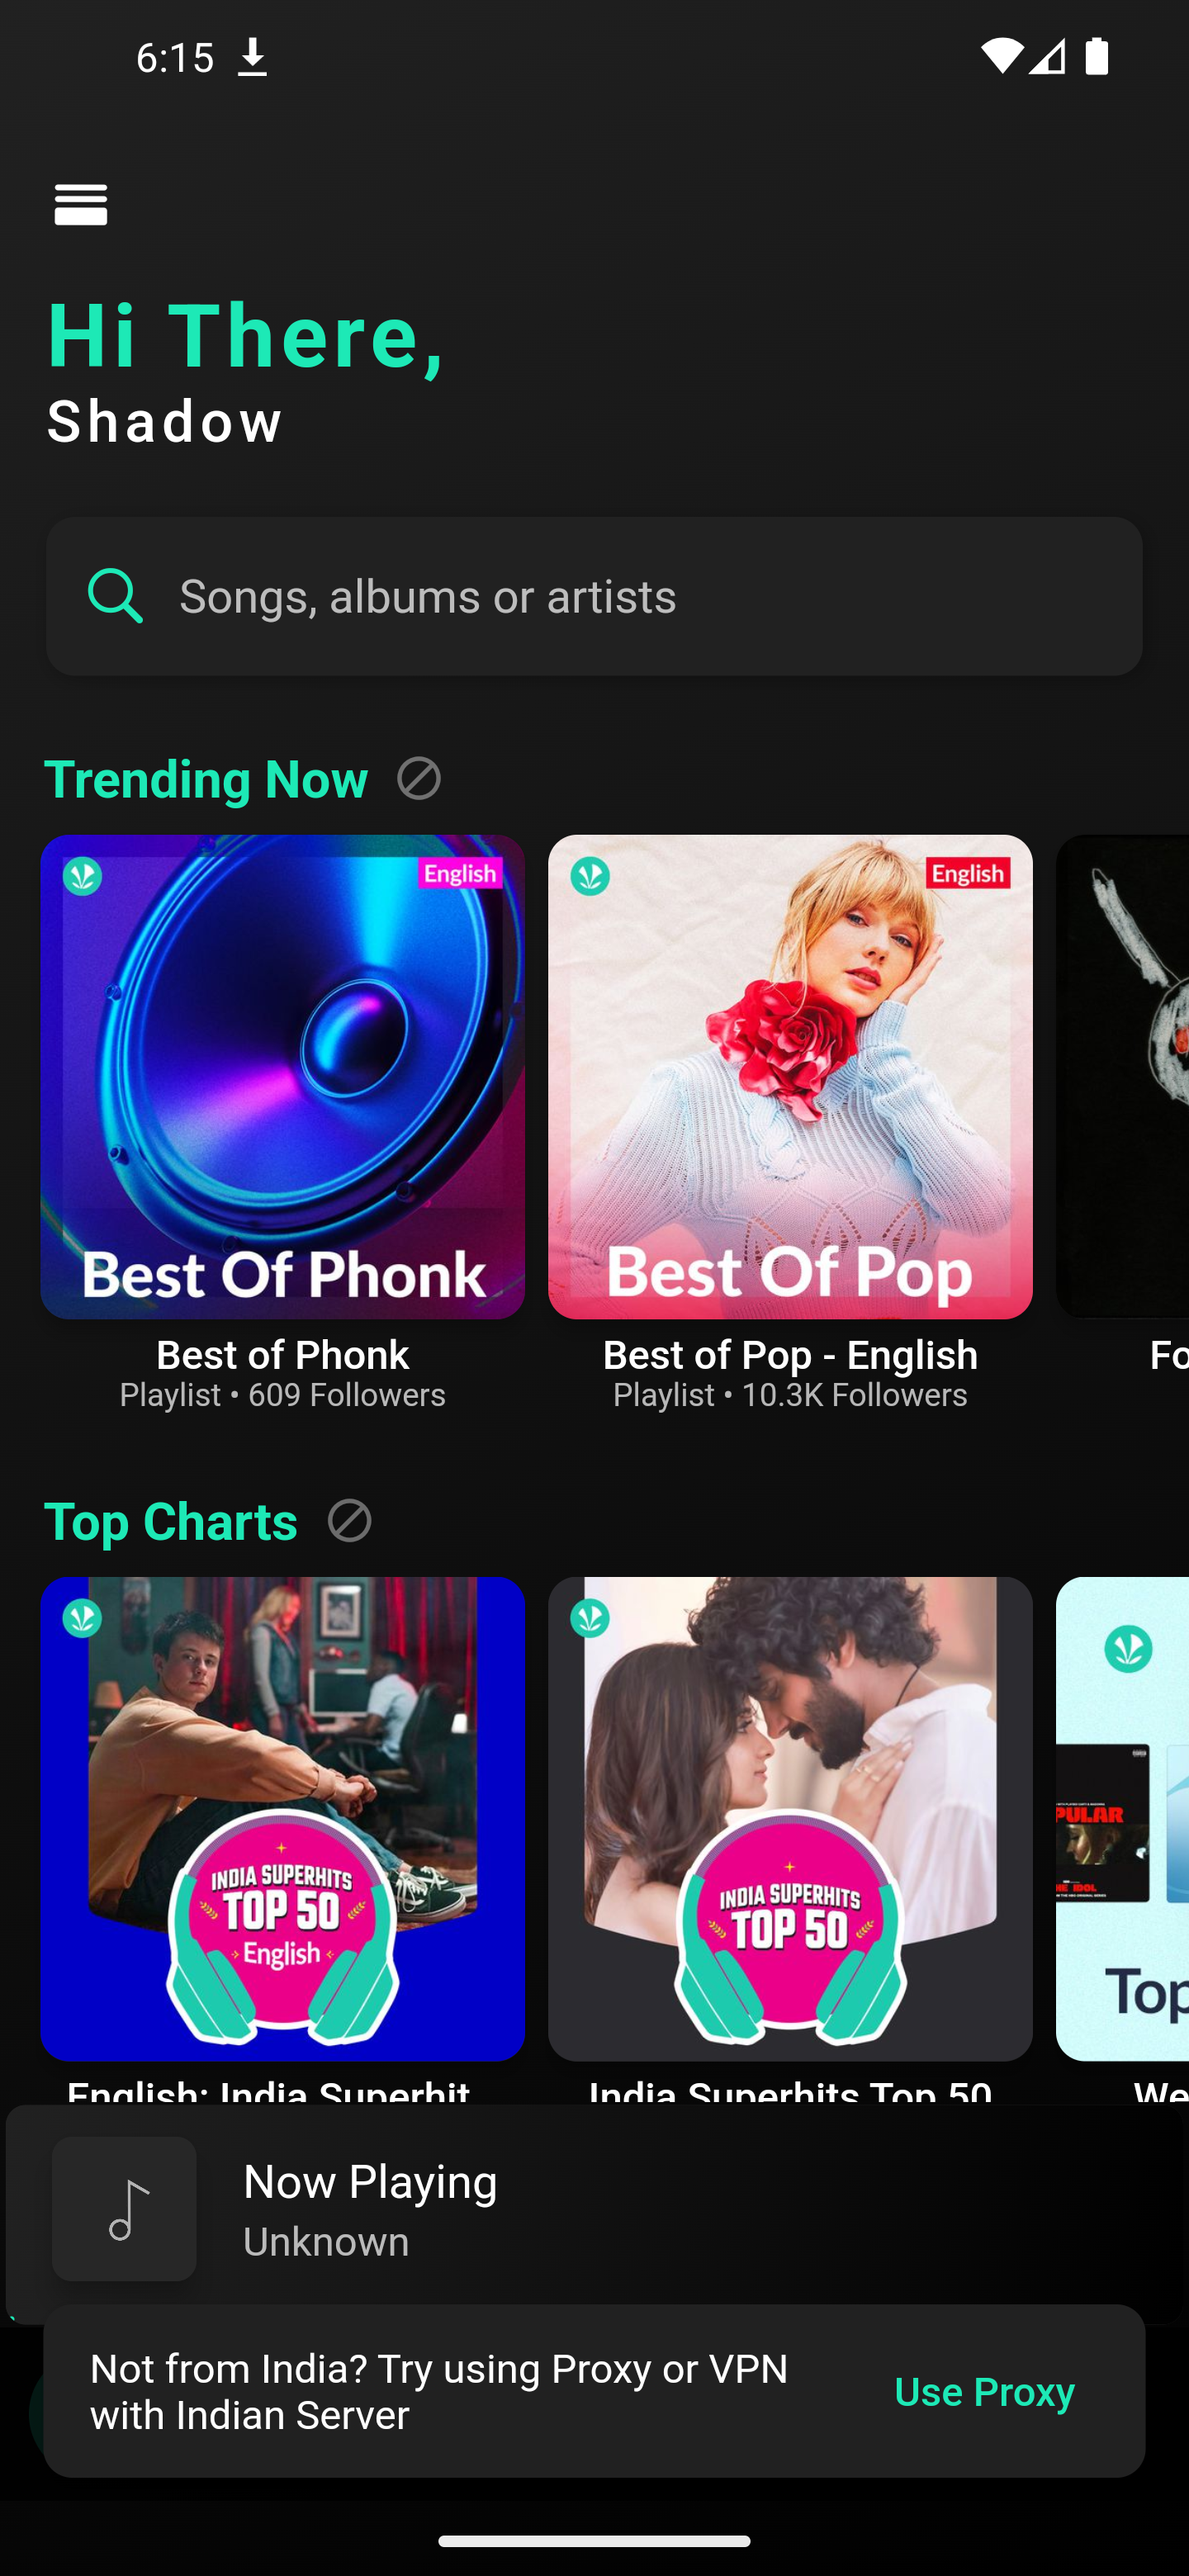 6:15
Hi There,
Shadow
Songs, albums or artists
Trending Now
English
Best Of Phonk
English
Best Of Pop
Best of Phonk
Playlist • 609 Followers
Best of Pop - English
Playlist • 10.3K Followers
Fo
Top Charts
INDIA SUPERHITS
TOP 50
English
INDIA SUPERHITS
TOP 50
PULAR
THE IDOL
Top
English: India Superhit
India Superhits Top 50
We
Now Playing
Unknown
Not from India? Try using Proxy or VPN
with Indian Server
Use Proxy